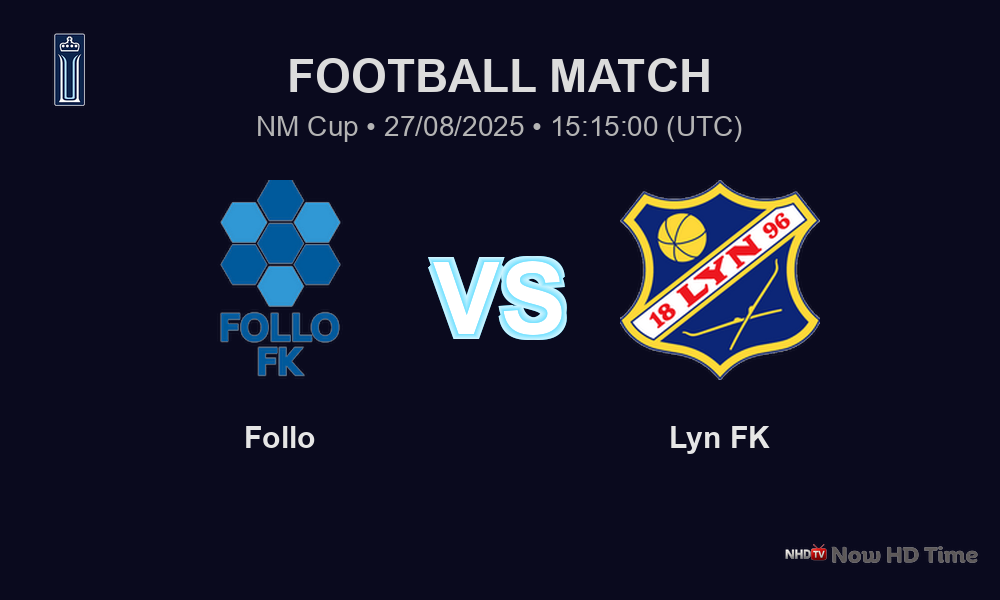 FOOTBALL MATCH
NM Cup • 27/08/2025 • 15:15:00 (UTC)
FOLLO
FK
VS
18 LYN 96
Follo
Lyn FK
NHD TV Now HD Time